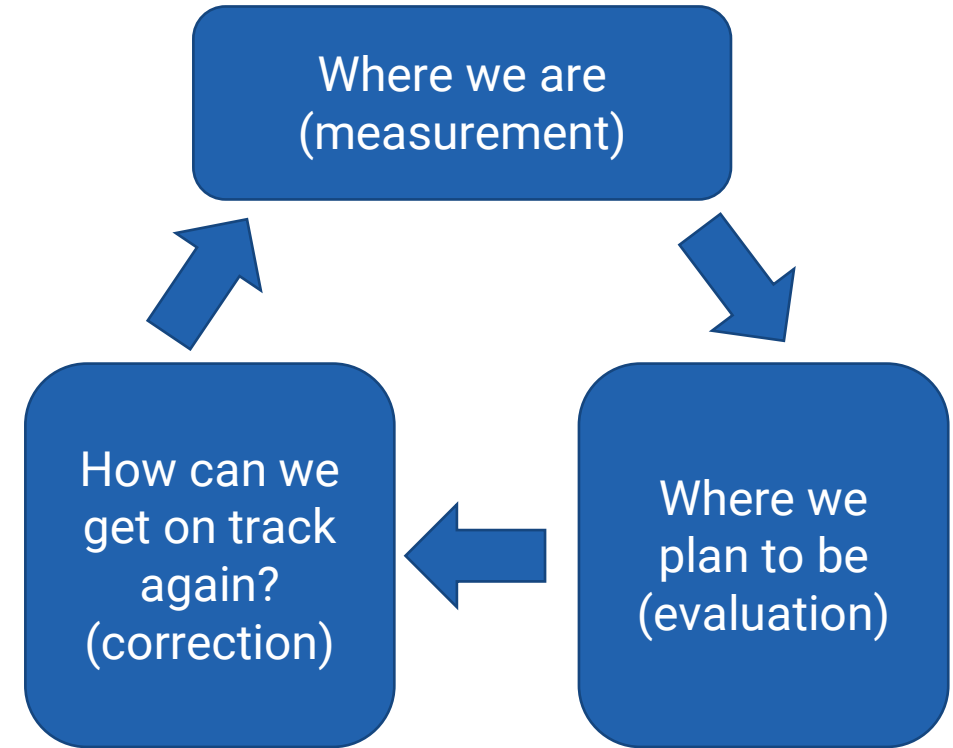 Where we are
(measurement)
How can we
get on track
again?
(correction)
Where we
plan to be
(evaluation)